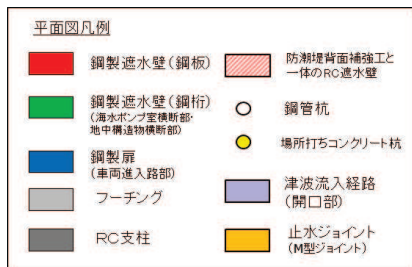 平面図凡例
鋼製遮水壁(鋼板)
鋼製遮水壁(鋼桁)
(海水ポンプ室横断部・
地中構造物横断部)
鋼製扉
(車両進入路部)
フーチング
RC支柱
防潮堤背面補強工と
一体のRC遮水壁
鋼管杭
場所打ちコンクリート杭
津波流入経路
(開口部)
止水ジョイント
(M型ジョイント)